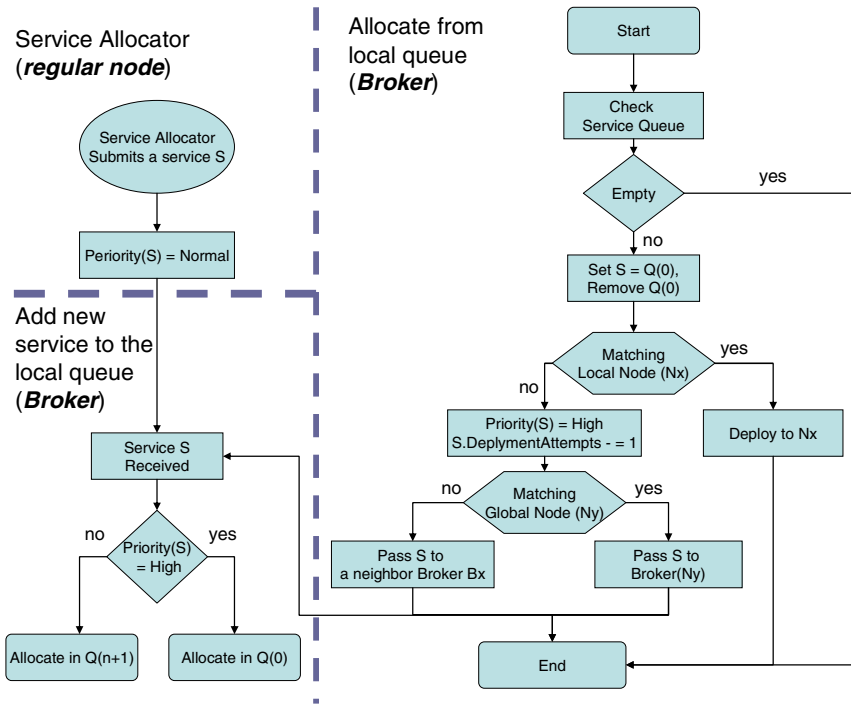 Service Allocator
(regular node)
Service Allocator
Submits a service S
Periority(S) = Normal
Add new
service to the
local queue
(Broker)
Service S
Received
no
yes
Priority(S)
= High
Allocate in Q(n+1)
Allocate in Q(0)
Allocate from
local queue
(Broker)
Start
Check
Service Queue
Empty
yes
no
Set S = Q(0),
Remove Q(0)
Matching
Local Node (Nx)
yes
no
Priority(S) = High
S.DeplymentAttempts - = 1
Deploy to Nx
no
Matching
Global Node (Ny)
yes
Pass S to
a neighbor Broker Bx
Pass S to
Broker(Ny)
End